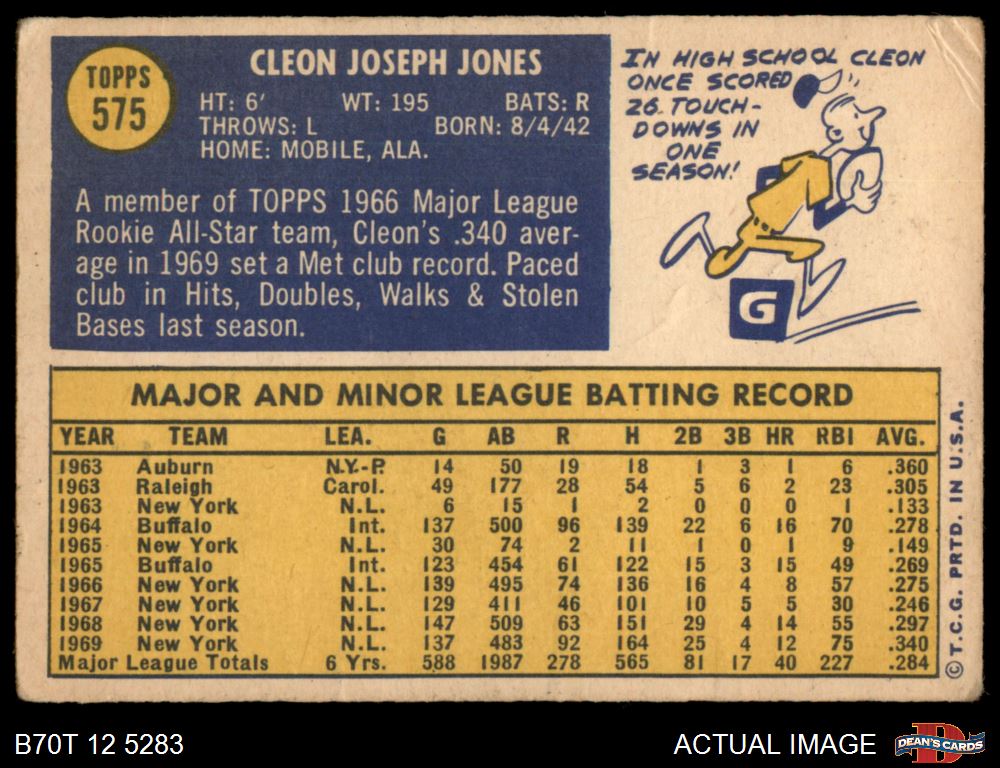 TOPPS
575
CLEON JOSEPH JONES
HT: 6' WT: 195 BATS: R
THROWS: L BORN: 8/4/42
HOME: MOBILE, ALA.
A member of TOPPS 1966 Major League
Rookie All-Star team, Cleon's .340 aver-
age in 1969 set a Met club record. Paced
club in Hits, Doubles, Walks & Stolen
Bases last season.
IN HIGH SCHOOL CLEON
ONCE SCORED
26 TOUCH-
DOWNS IN
ONE
SEASON!
G
MAJOR AND MINOR LEAGUE BATTING RECORD
YEAR TEAM LEA. G AB R H 2B 3B HR RBI AVG.
1963 Auburn N.Y.-P. 14 50 19 18 1 3 1 6 .360
1963 Raleigh Carol. 49 177 28 54 5 6 2 23 .305
1963 New York N.L. 6 15 1 2 0 0 0 1 .133
1964 Buffalo Int. 137 500 96 139 22 6 16 70 .278
1965 New York N.L. 30 74 2 11 1 0 1 9 .149
1965 Buffalo Int. 123 454 61 122 15 3 15 49 .269
1966 New York N.L. 139 495 74 136 16 4 8 57 .275
1967 New York N.L. 129 411 46 101 10 5 5 30 .246
1968 New York N.L. 147 509 63 151 29 4 14 55 .297
1969 New York N.L. 137 483 92 164 25 4 12 75 .340
Major League Totals 6 Yrs. 588 1987 278 565 81 17 40 227 .284
© T.C.G. PRTD. IN U.S.A.
B70T 12 5283
ACTUAL IMAGE
D
DEAN'S CARDS